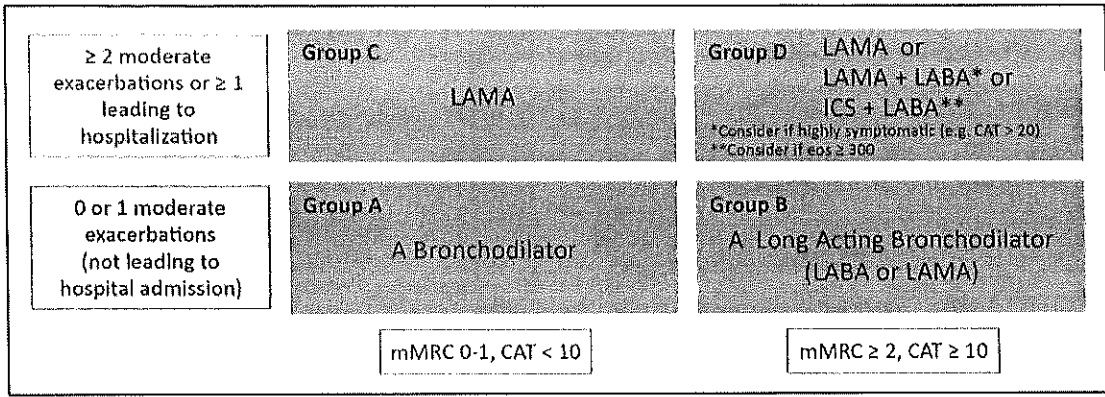 ≥ 2 moderate
exacerbations or ≥ 1
leading to
hospitalization
Group C
LAMA
Group D
LAMA or
LAMA + LABA* or
ICS + LABA**
*Consider if highly symptomatic (e.g. CAT > 20)
**Consider if eos ≥ 300
0 or 1 moderate
exacerbations
(not leading to
hospital admission)
Group A
A Bronchodilator
Group B
A Long Acting Bronchodilator
(LABA or LAMA)
mMRC 0-1, CAT < 10
mMRC ≥ 2, CAT ≥ 10